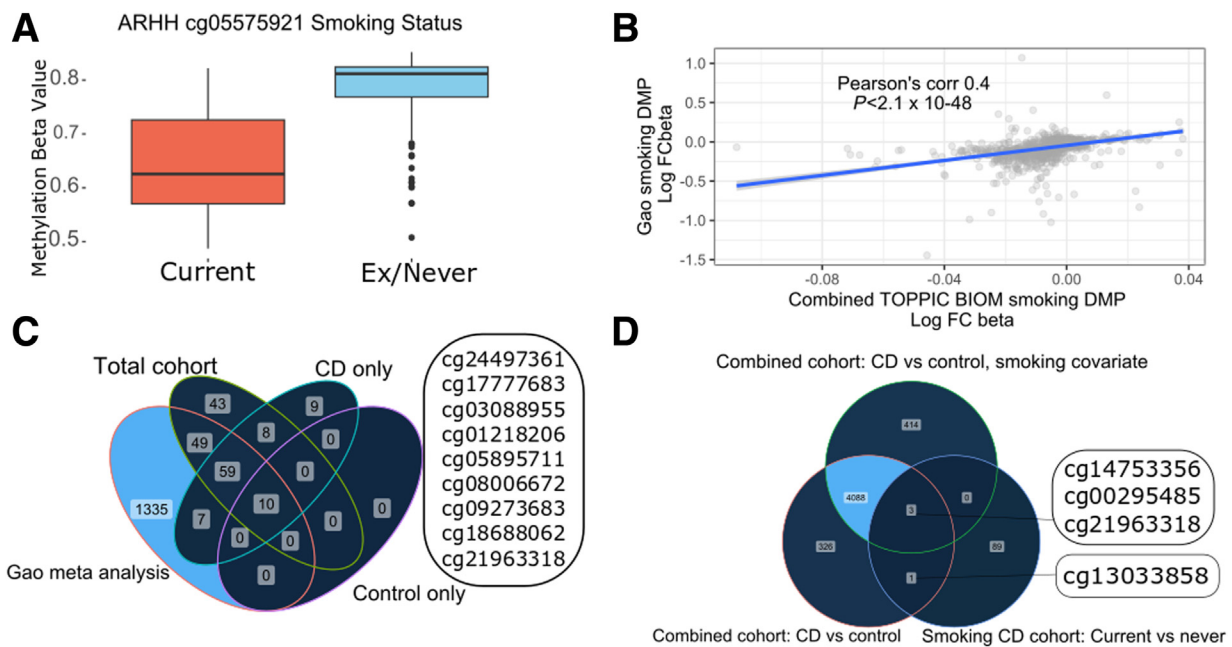 A
ARHH cg05575921 Smoking Status
Methylation Beta Value
0.8-
0.7-
0.6-
0.5-
Current
Ex/Never
B
Gao smoking DMP
Log FCbeta
1.0
0.5
0.0
-0.5
-1.0
-1.5
Pearson's corr 0.4
P<2.1 x 10-48
-0.08
-0.04
0.00
0.04
Combined TOPPIC BIOM smoking DMP
Log FC beta
C
Total cohort
CD only
43
9
8
49
0
59
0
1335
10
0
7
0
0
0
0
Gao meta analysis
Control only
cg24497361
cg17777683
cg03088955
cg01218206
cg05895711
cg08006672
cg09273683
cg18688062
cg21963318
D
Combined cohort: CD vs control, smoking covariate
414
4088
0
3
326
89
1
cg14753356
cg00295485
cg21963318
cg13033858
Combined cohort: CD vs control
Smoking CD cohort: Current vs never